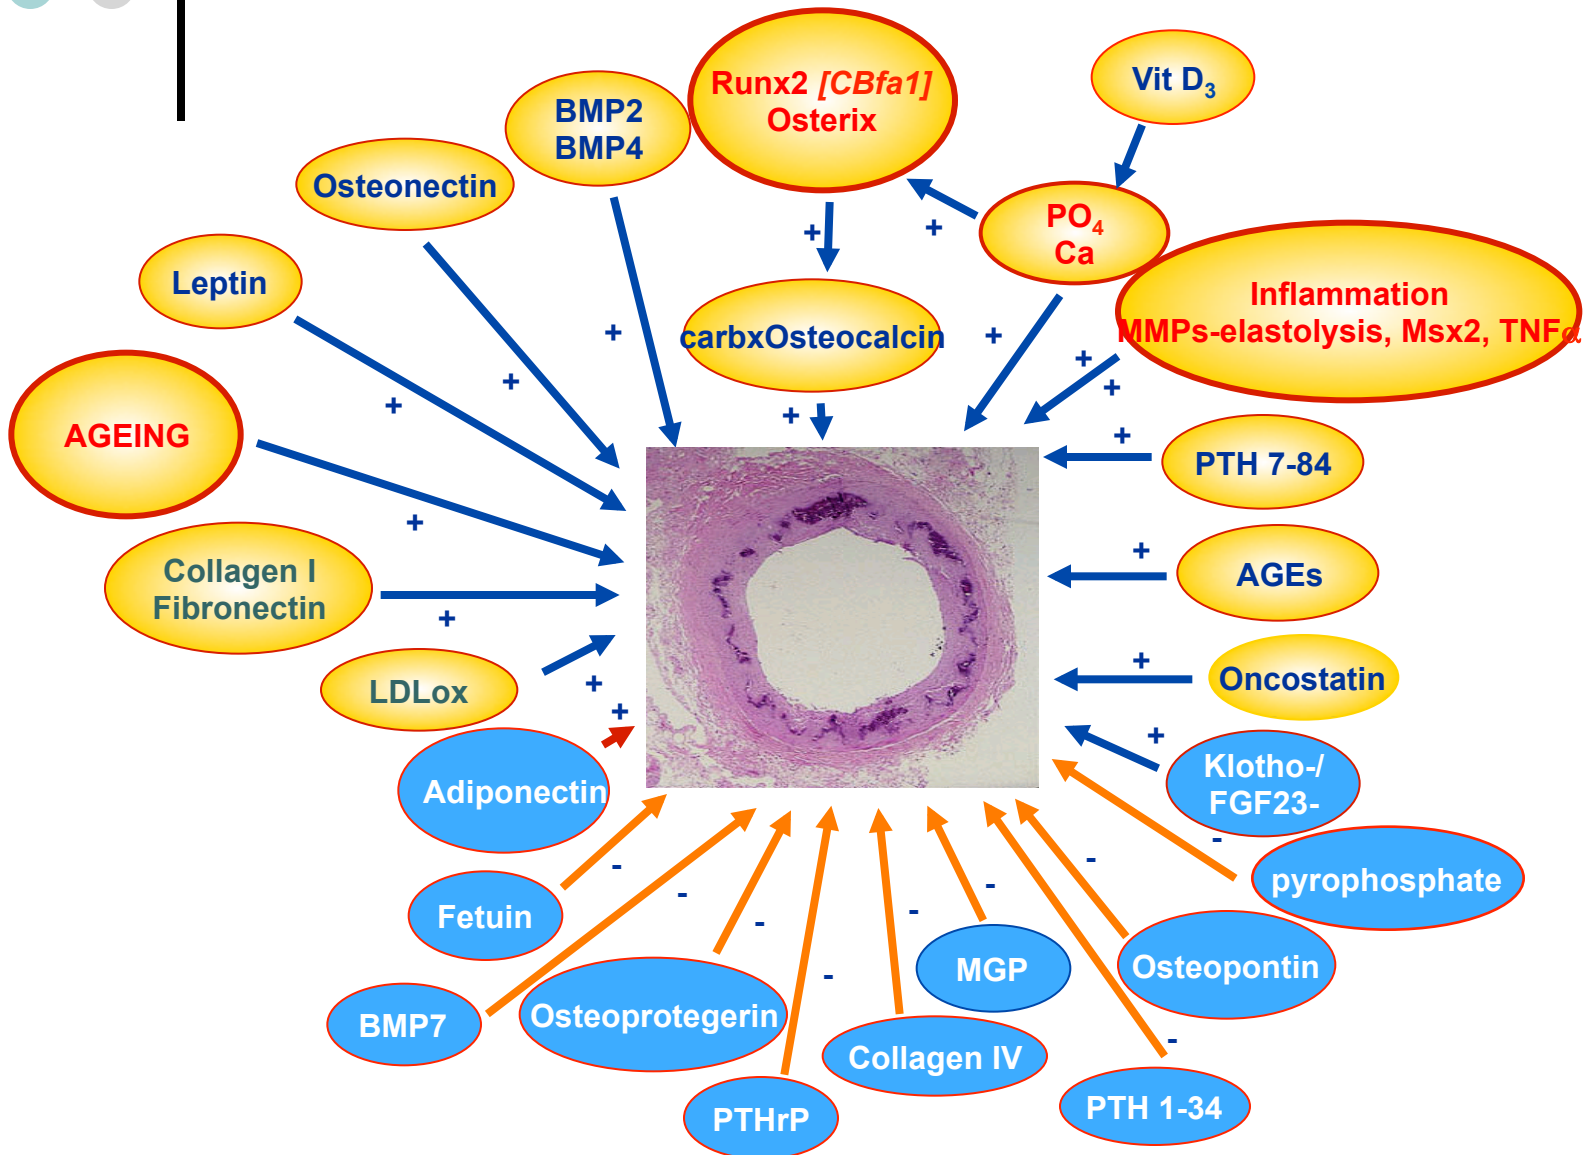 Runx2 [CBfa1]
Osterix
Vit D3
BMP2
BMP4
Osteonectin
PO4
Ca
+
+
Leptin
Inflammation
MMPs-elastolysis, Msx2, TNFα
carbxOsteocalcin
+
+
+
+
+
+
+
+
AGEING
+
PTH 7-84
+
Collagen I
Fibronectin
+
+
AGEs
LDLox
+
+
+
Oncostatin
Adiponectin
+
Klotho-/
FGF23-
-
pyrophosphate
-
-
-
-
Fetuin
-
-
MGP
Osteopontin
-
BMP7
Osteoprotegerin
Collagen IV
-
PTHrP
PTH 1-34